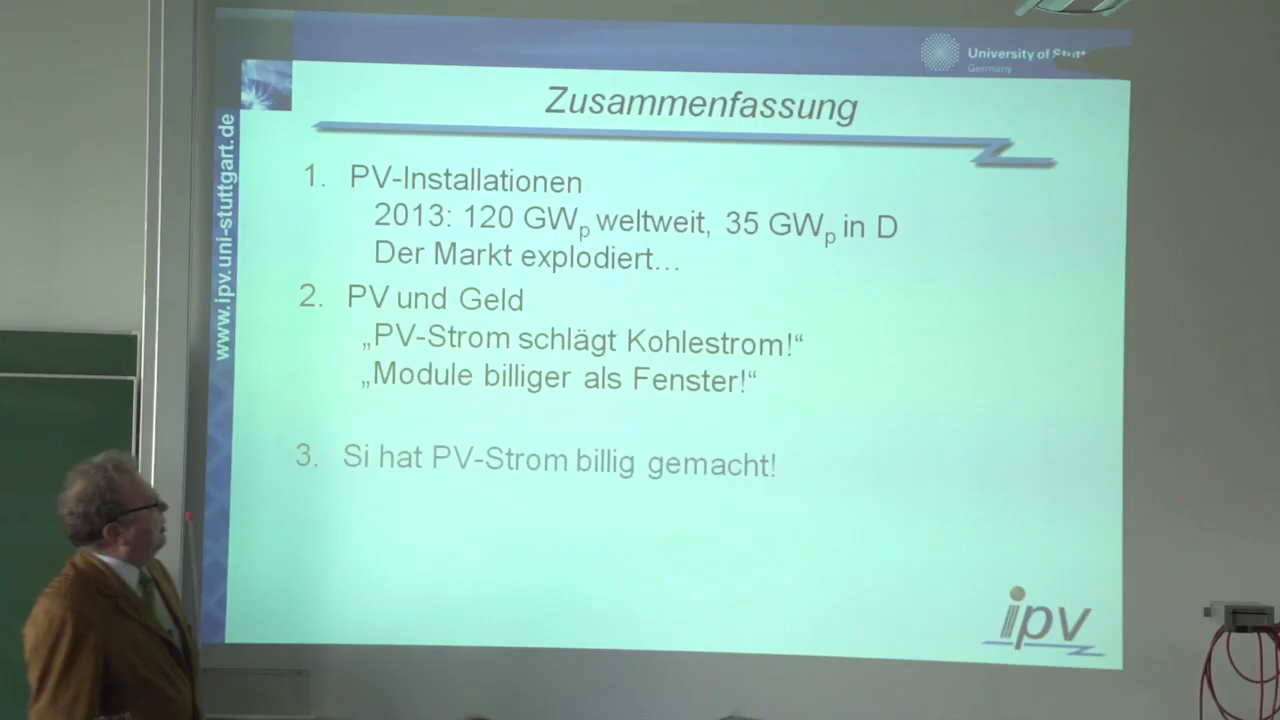 University of
Germany
www.ipv.uni-stuttgart.de
Zusammenfassung
1. PV-Installationen
2013: 120 GWp weltweit, 35 GWp in D
Der Markt explodiert…
2. PV und Geld
„PV-Strom schlägt Kohlestrom!“
„Module billiger als Fenster!“
3. Si hat PV-Strom billig gemacht!
ipv